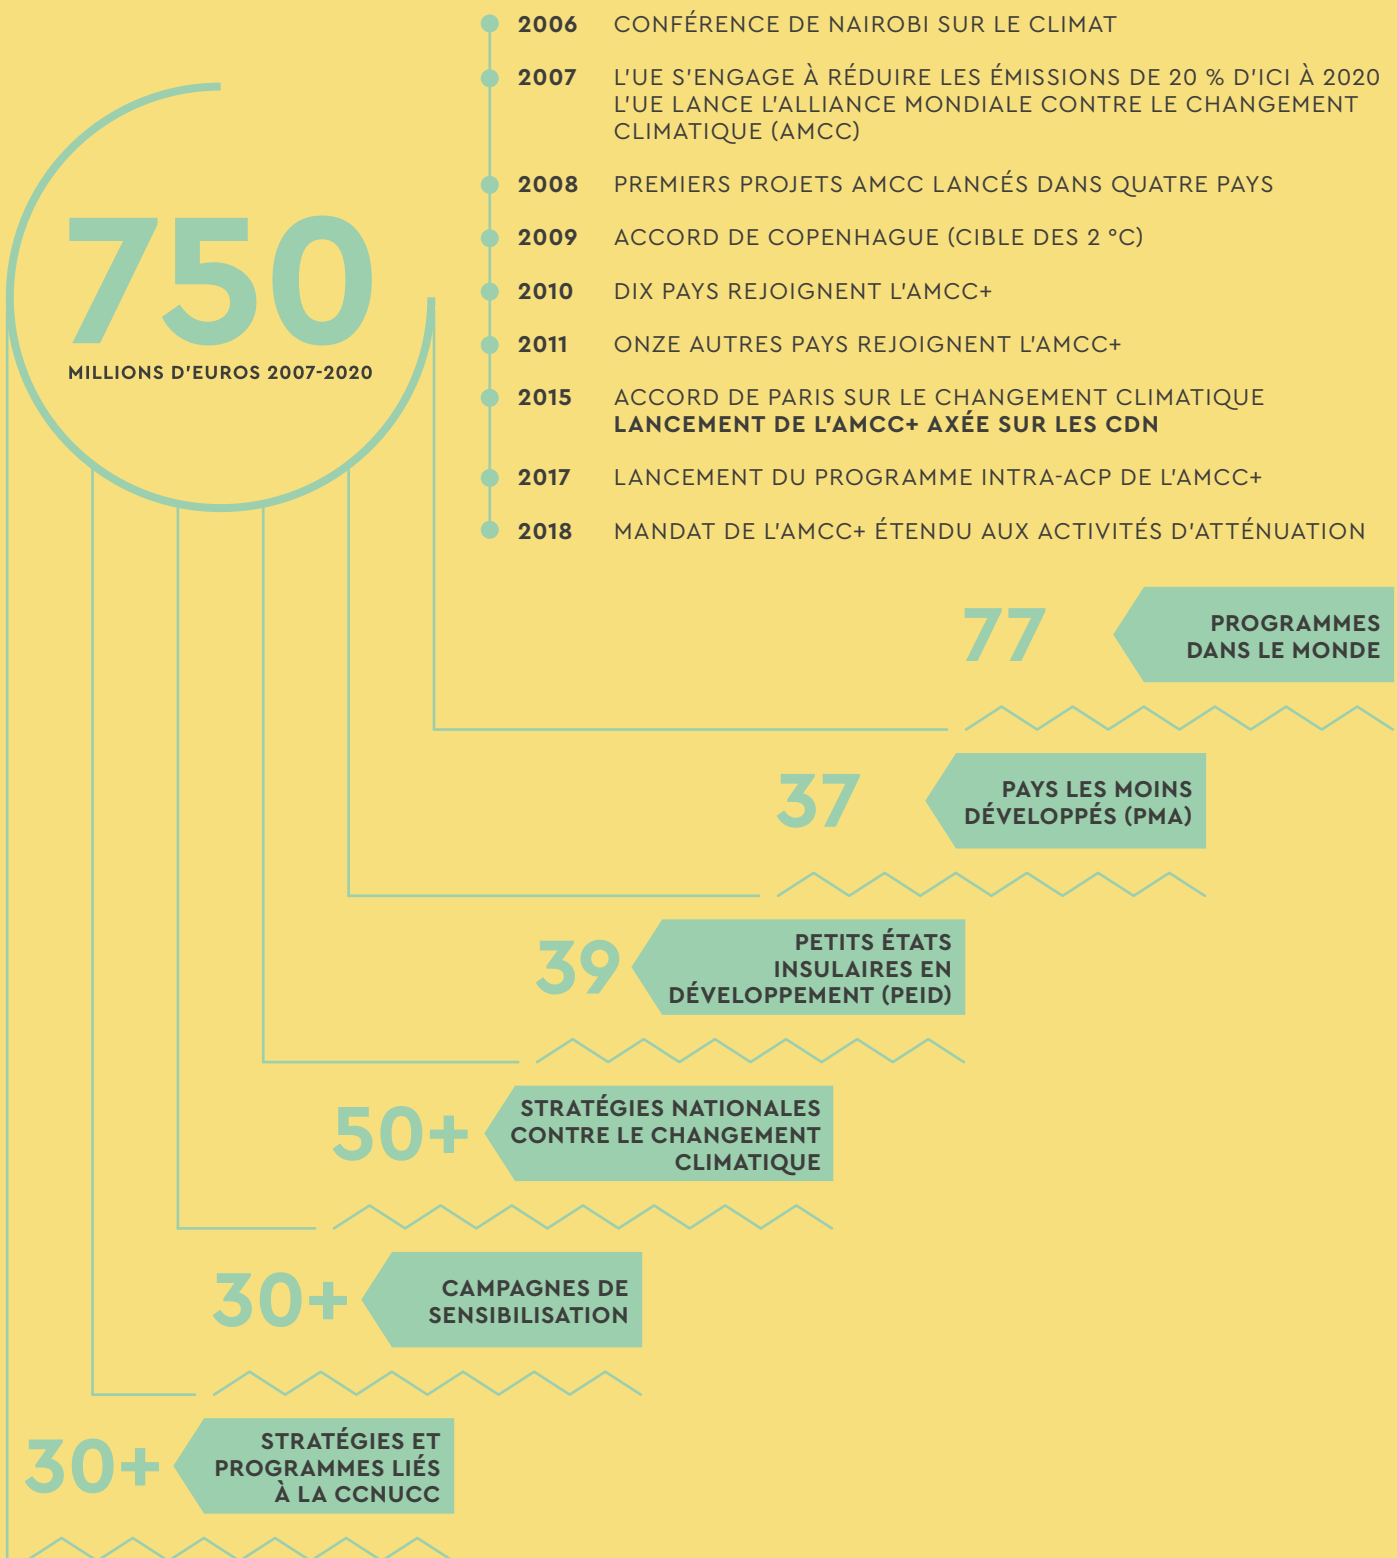 2006 CONFÉRENCE DE NAIROBI SUR LE CLIMAT
2007 L'UE S'ENGAGE À RÉDUIRE LES ÉMISSIONS DE 20 % D'ICI À 2020
L'UE LANCE L'ALLIANCE MONDIALE CONTRE LE CHANGEMENT
CLIMATIQUE (AMCC)
2008 PREMIERS PROJETS AMCC LANCÉS DANS QUATRE PAYS
2009 ACCORD DE COPENHAGUE (CIBLE DES 2 °C)
2010 DIX PAYS REJOIGNENT L'AMCC+
2011 ONZE AUTRES PAYS REJOIGNENT L'AMCC+
2015 ACCORD DE PARIS SUR LE CHANGEMENT CLIMATIQUE
LANCEMENT DE L'AMCC+ AXÉE SUR LES CDN
2017 LANCEMENT DU PROGRAMME INTRA-ACP DE L'AMCC+
2018 MANDAT DE L'AMCC+ ÉTENDU AUX ACTIVITÉS D'ATTÉNUATION
750
MILLIONS D'EUROS 2007-2020
77
PROGRAMMES
DANS LE MONDE
37
PAYS LES MOINS
DÉVELOPPÉS (PMA)
39
PETITS ÉTATS
INSULAIRES EN
DÉVELOPPEMENT (PEID)
50+
STRATÉGIES NATIONALES
CONTRE LE CHANGEMENT
CLIMATIQUE
30+
CAMPAGNES DE
SENSIBILISATION
30+
STRATÉGIES ET
PROGRAMMES LIÉS
À LA CCNUCC